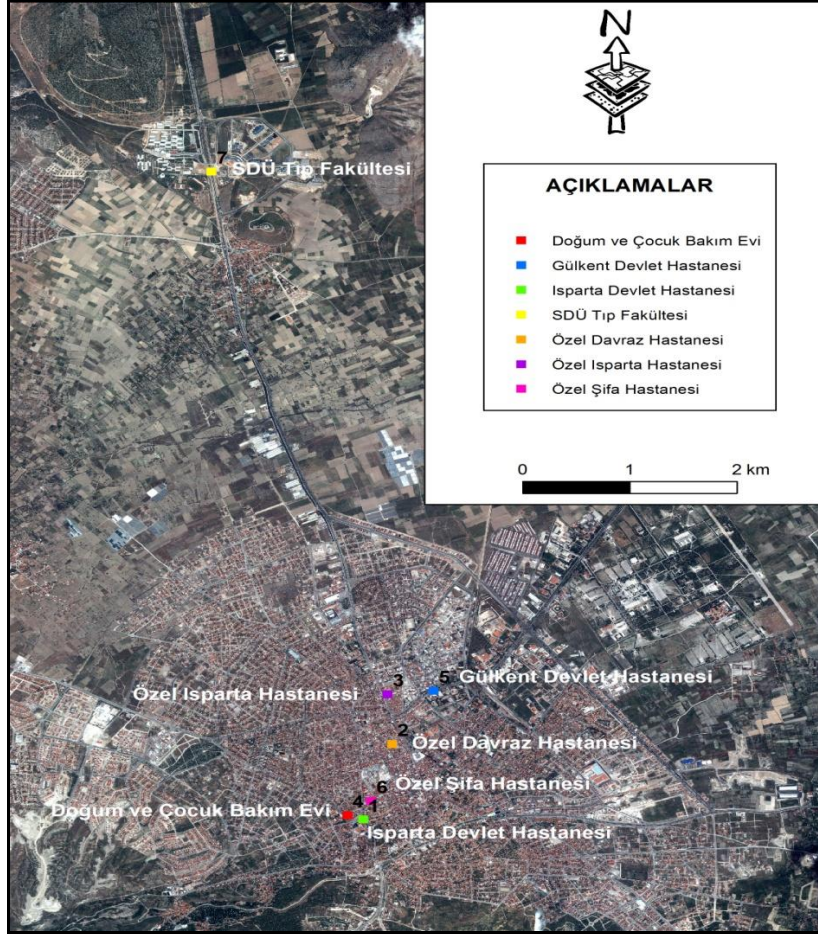 N
AÇIKLAMALAR
Doğum ve Çocuk Bakım Evi
Gülkent Devlet Hastanesi
Isparta Devlet Hastanesi
SDÜ Tıp Fakültesi
Özel Davraz Hastanesi
Özel Isparta Hastanesi
Özel Şifa Hastanesi
0 1 2 km
7
SDÜ Tıp Fakültesi
3
Özel Isparta Hastanesi
5
Gülkent Devlet Hastanesi
2
Özel Davraz Hastanesi
6
Özel Şifa Hastanesi
4
Doğum ve Çocuk Bakım Evi
1
Isparta Devlet Hastanesi